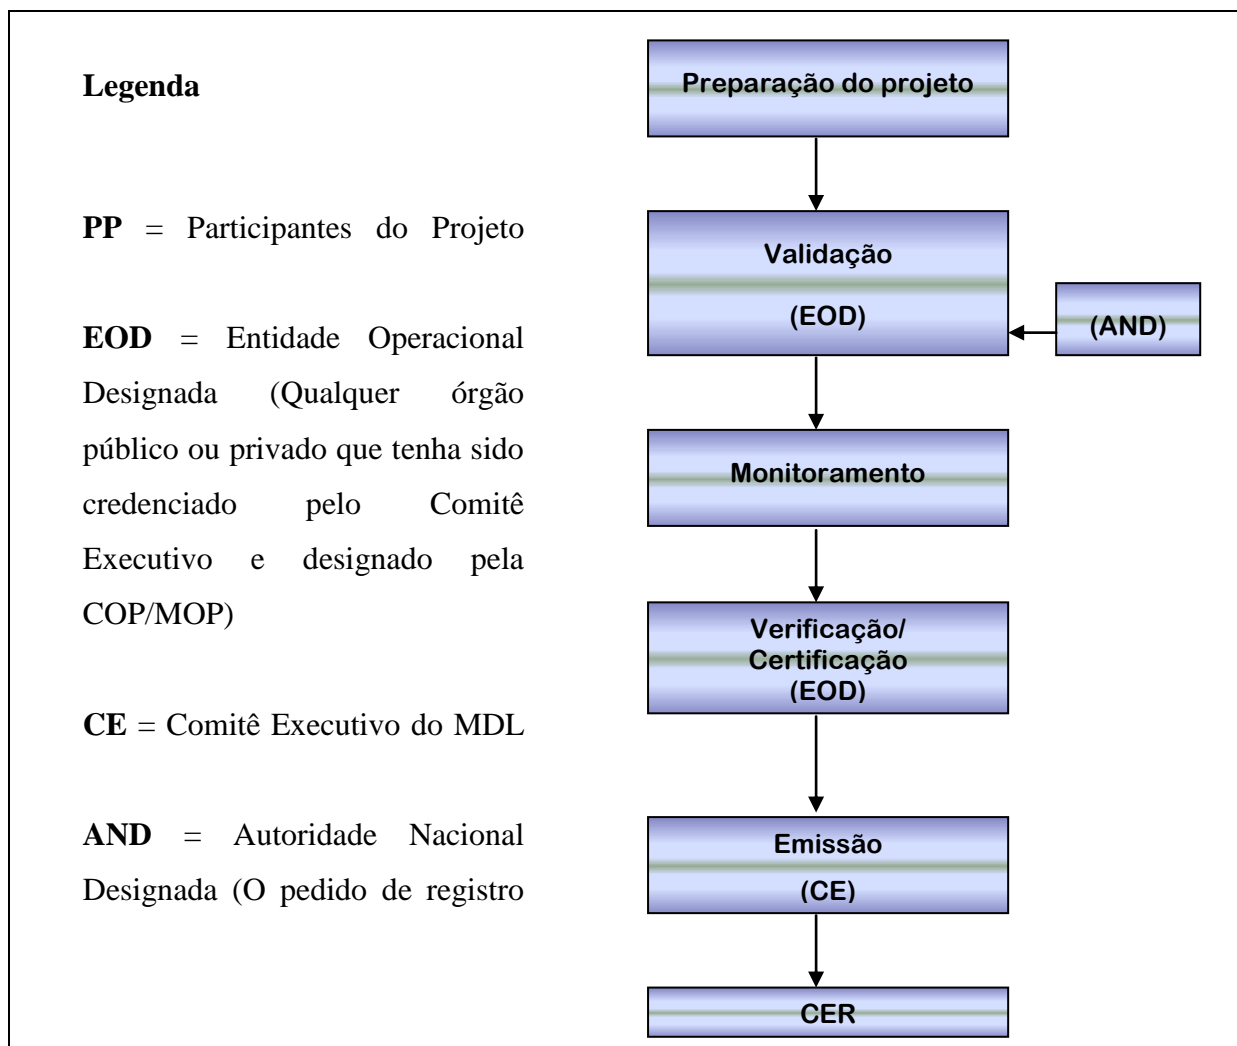 Legenda
PP = Participantes do Projeto
EOD = Entidade Operacional
Designada (Qualquer órgão
público ou privado que tenha sido
credenciado pelo Comitê
Executivo e designado pela
COP/MOP)
CE = Comitê Executivo do MDL
AND = Autoridade Nacional
Designada (O pedido de registro
Preparação do projeto
Validação
(EOD)
(AND)
Monitoramento
Verificação/
Certificação
(EOD)
Emissão
(CE)
CER